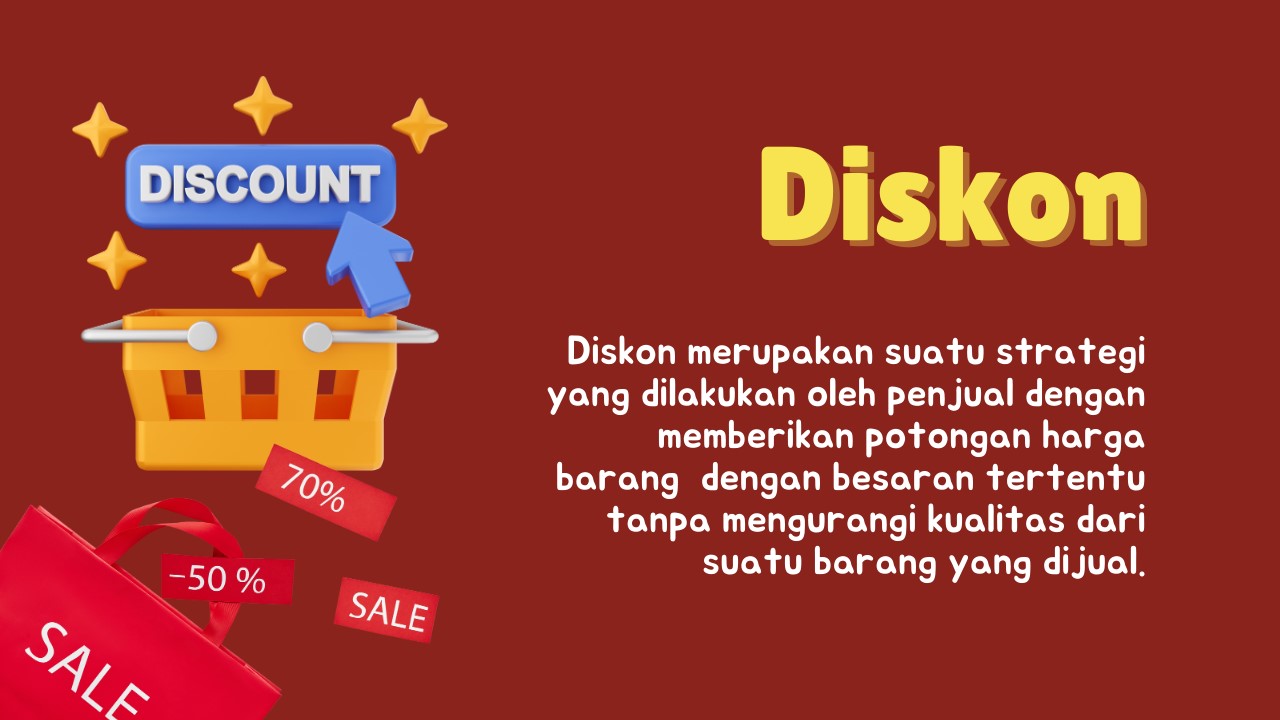 DISCOUNT
Diskon
Diskon merupakan suatu strategi
yang dilakukan oleh penjual dengan
memberikan potongan harga
barang  dengan besaran tertentu
tanpa mengurangi kualitas dari
suatu barang yang dijual.
70%
-50 %
SALE
SALE